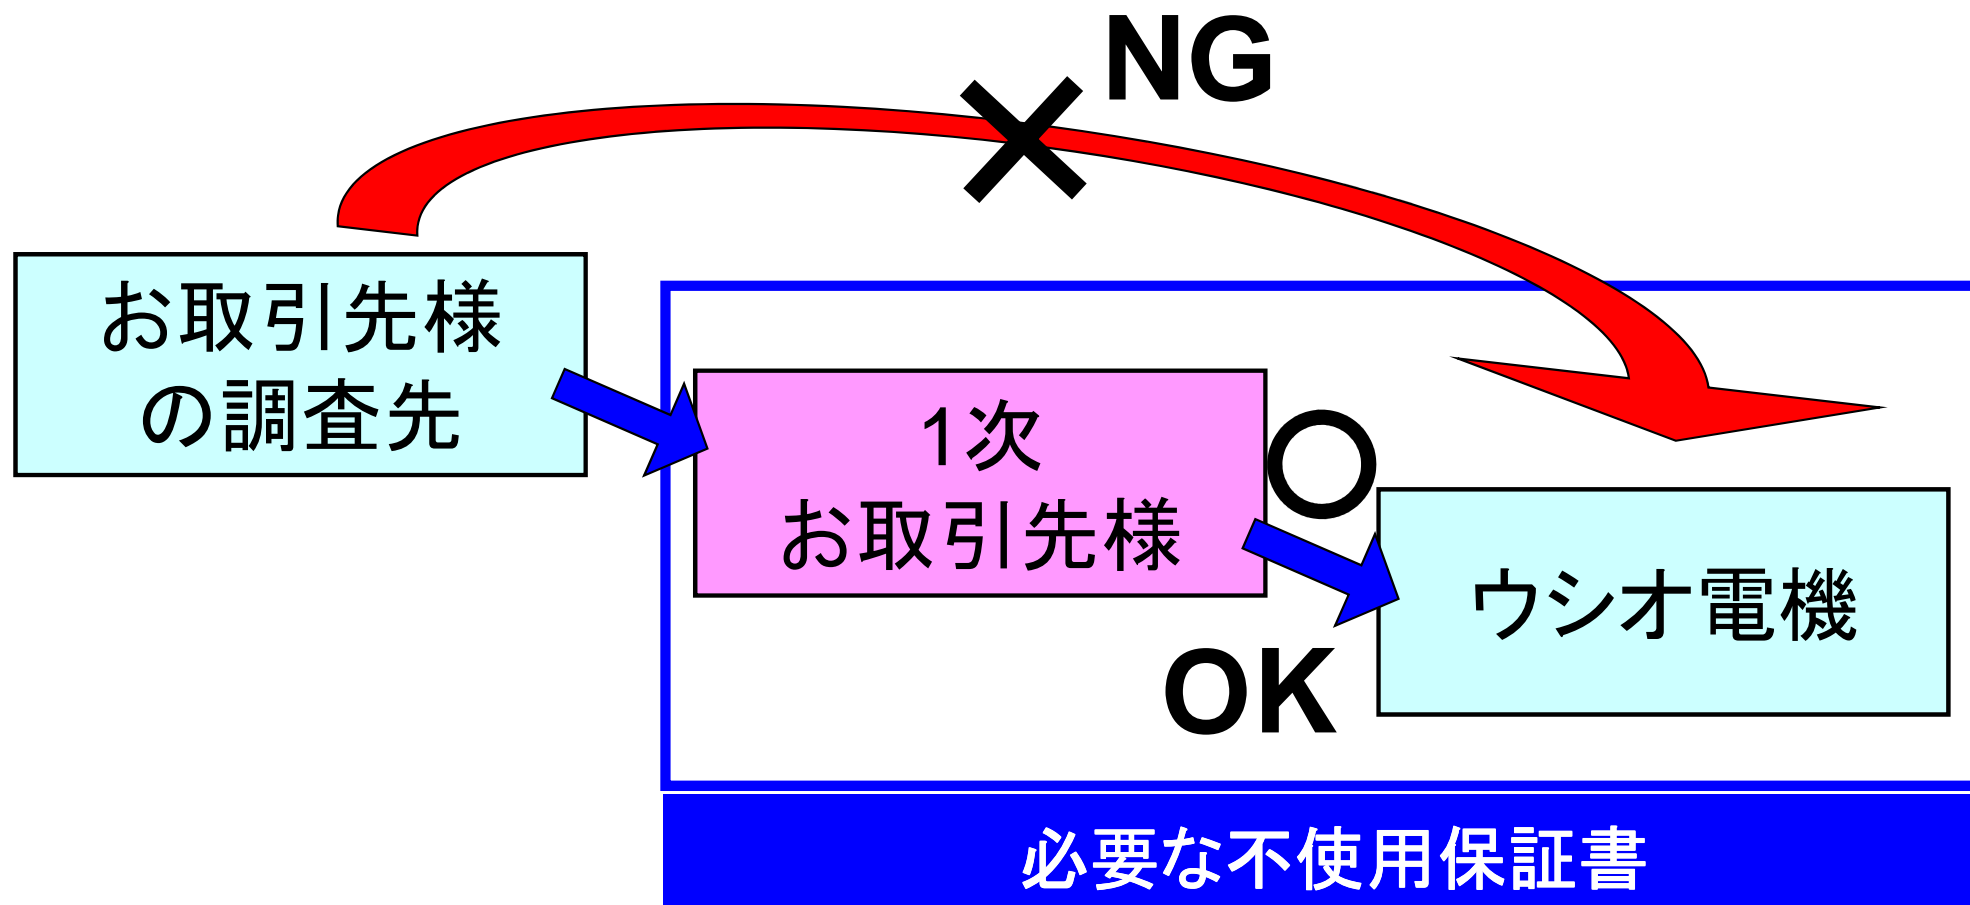 NG
お取引先様
の調査先
1次
お取引先様
ウシオ電機
OK
必要な不使用保証書